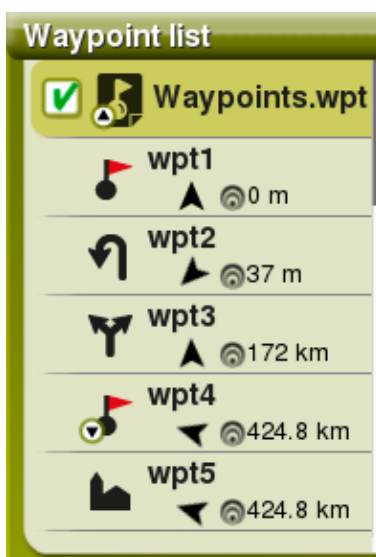 Waypoint list
Waypoints.wpt
wpt1
0 m
wpt2
37 m
wpt3
172 km
wpt4
424.8 km
wpt5
424.8 km